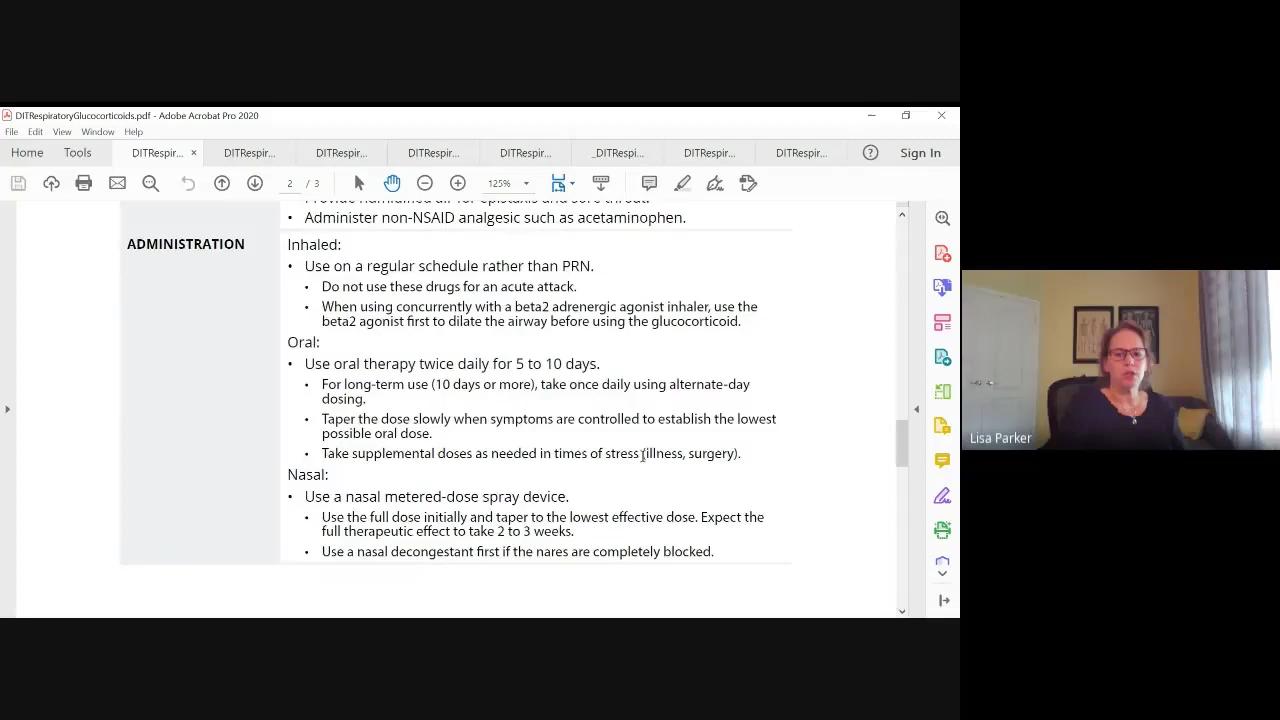 DITRespiratoryGlucocorticoids.pdf - Adobe Acrobat Pro 2020
File Edit View Window Help
Home Tools DITRespir... × DITRespir... DITRespir... DITRespir... DITRespir... _DITRespi... DITRespir... DITRespir... Sign In
2 / 3 125%
Provide humidified air for epistaxis and sore throat.
• Administer non-NSAID analgesic such as acetaminophen.
ADMINISTRATION
Inhaled:
• Use on a regular schedule rather than PRN.
• Do not use these drugs for an acute attack.
• When using concurrently with a beta2 adrenergic agonist inhaler, use the
beta2 agonist first to dilate the airway before using the glucocorticoid.
Oral:
• Use oral therapy twice daily for 5 to 10 days.
• For long-term use (10 days or more), take once daily using alternate-day
dosing.
• Taper the dose slowly when symptoms are controlled to establish the lowest
possible oral dose.
• Take supplemental doses as needed in times of stress (illness, surgery).
Nasal:
• Use a nasal metered-dose spray device.
• Use the full dose initially and taper to the lowest effective dose. Expect the
full therapeutic effect to take 2 to 3 weeks.
• Use a nasal decongestant first if the nares are completely blocked.
Lisa Parker